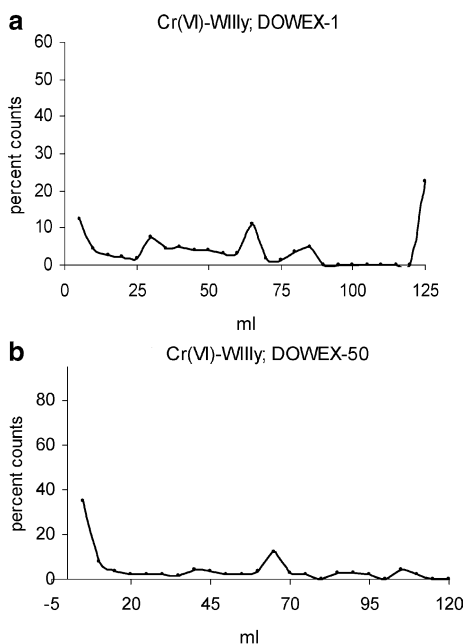 a
Cr(VI)-WIlly; DOWEX-1
60
50
40
30
20
10
0
percent counts
0 25 50 75 100 125
ml
b
Cr(VI)-WIlly; DOWEX-50
80
60
40
20
0
percent counts
-5 20 45 70 95 120
ml